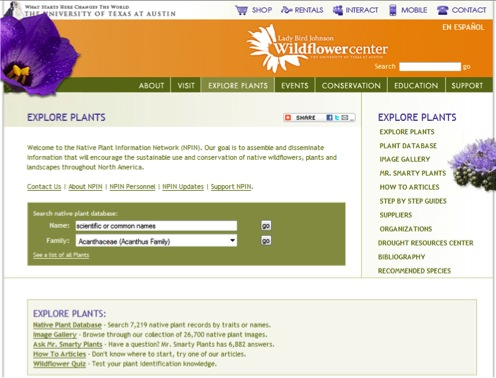 WHAT STARTS HERE CHANGES THE WORLD
THE UNIVERSITY OF TEXAS AT AUSTIN
SHOP RENTALS INTERACT MOBILE CONTACT
EN ESPAÑOL
Lady Bird Johnson
Wildflower center
THE UNIVERSITY OF TEXAS AT AUSTIN
Search go
ABOUT VISIT EXPLORE PLANTS EVENTS CONSERVATION EDUCATION SUPPORT
EXPLORE PLANTS
SHARE
Welcome to the Native Plant Information Network (NPIN). Our goal is to assemble and disseminate
information that will encourage the sustainable use and conservation of native wildflowers, plants and
landscapes throughout North America.
Contact Us | About NPIN | NPIN Personnel | NPIN Updates | Support NPIN.
Search native plant database:
Name: scientific or common names go
Family: Acanthaceae (Acanthus Family) go
See a list of all Plants
EXPLORE PLANTS
EXPLORE PLANTS
PLANT DATABASE
IMAGE GALLERY
MR. SMARTY PLANTS
HOW TO ARTICLES
STEP BY STEP GUIDES
SUPPLIERS
ORGANIZATIONS
DROUGHT RESOURCES CENTER
BIBLIOGRAPHY
RECOMMENDED SPECIES
EXPLORE PLANTS:
Native Plant Database - Search 7,219 native plant records by traits or names.
Image Gallery - Browse through our collection of 26,700 native plant images.
Ask Mr. Smarty Plants - Have a question? Mr. Smarty Plants has 6,882 answers.
How To Articles - Don't know where to start, try one of our articles.
Wildflower Quiz - Test your plant identification knowledge.